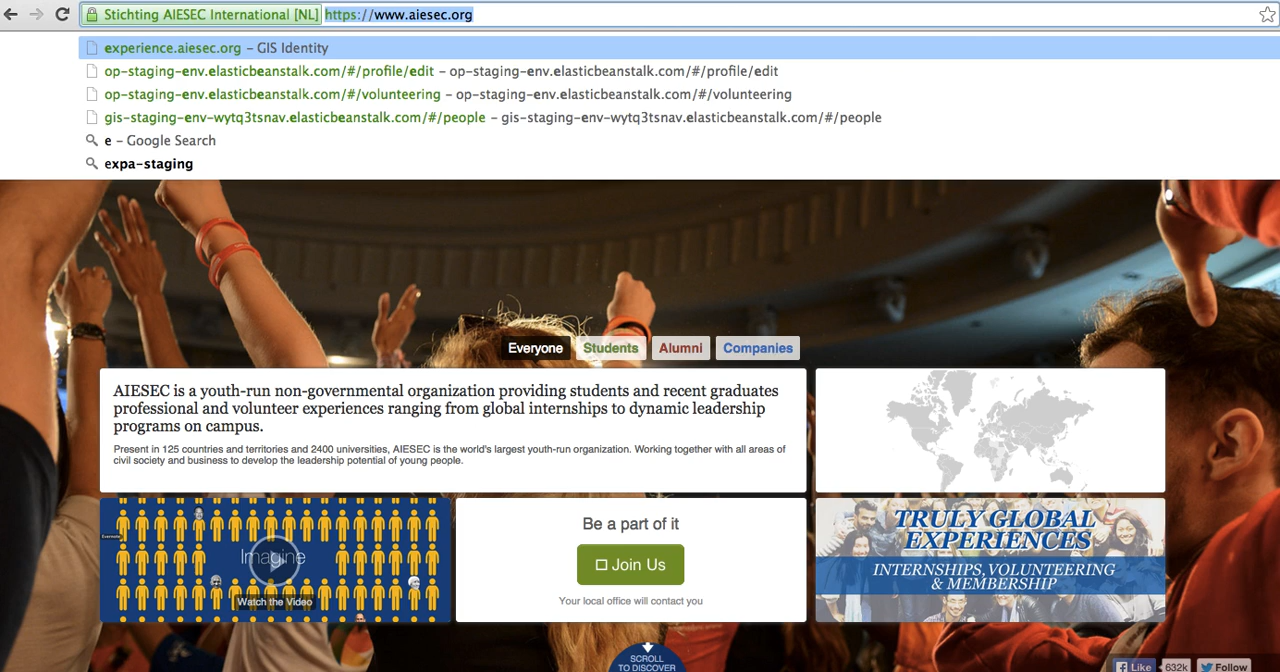 Stichting AIESEC International [NL] https://www.aiesec.org
experience.aiesec.org – GIS Identity
op-staging-env.elasticbeanstalk.com/#/profile/edit – op-staging-env.elasticbeanstalk.com/#/profile/edit
op-staging-env.elasticbeanstalk.com/#/volunteering – op-staging-env.elasticbeanstalk.com/#/volunteering
gis-staging-env-wytq3tsnav.elasticbeanstalk.com/#/people – gis-staging-env-wytq3tsnav.elasticbeanstalk.com/#/people
e – Google Search
expa-staging
Everyone Students Alumni Companies
AIESEC is a youth-run non-governmental organization providing students and recent graduates
professional and volunteer experiences ranging from global internships to dynamic leadership
programs on campus.
Present in 125 countries and territories and 2400 universities, AIESEC is the world's largest youth-run organization. Working together with all areas of
civil society and business to develop the leadership potential of young people.
Evernote
Imagine
Watch the Video
Be a part of it
Join Us
Your local office will contact you
TRULY GLOBAL
EXPERIENCES
INTERNSHIPS, VOLUNTEERING
& MEMBERSHIP
SCROLL
TO DISCOVER
Like 632k Follow